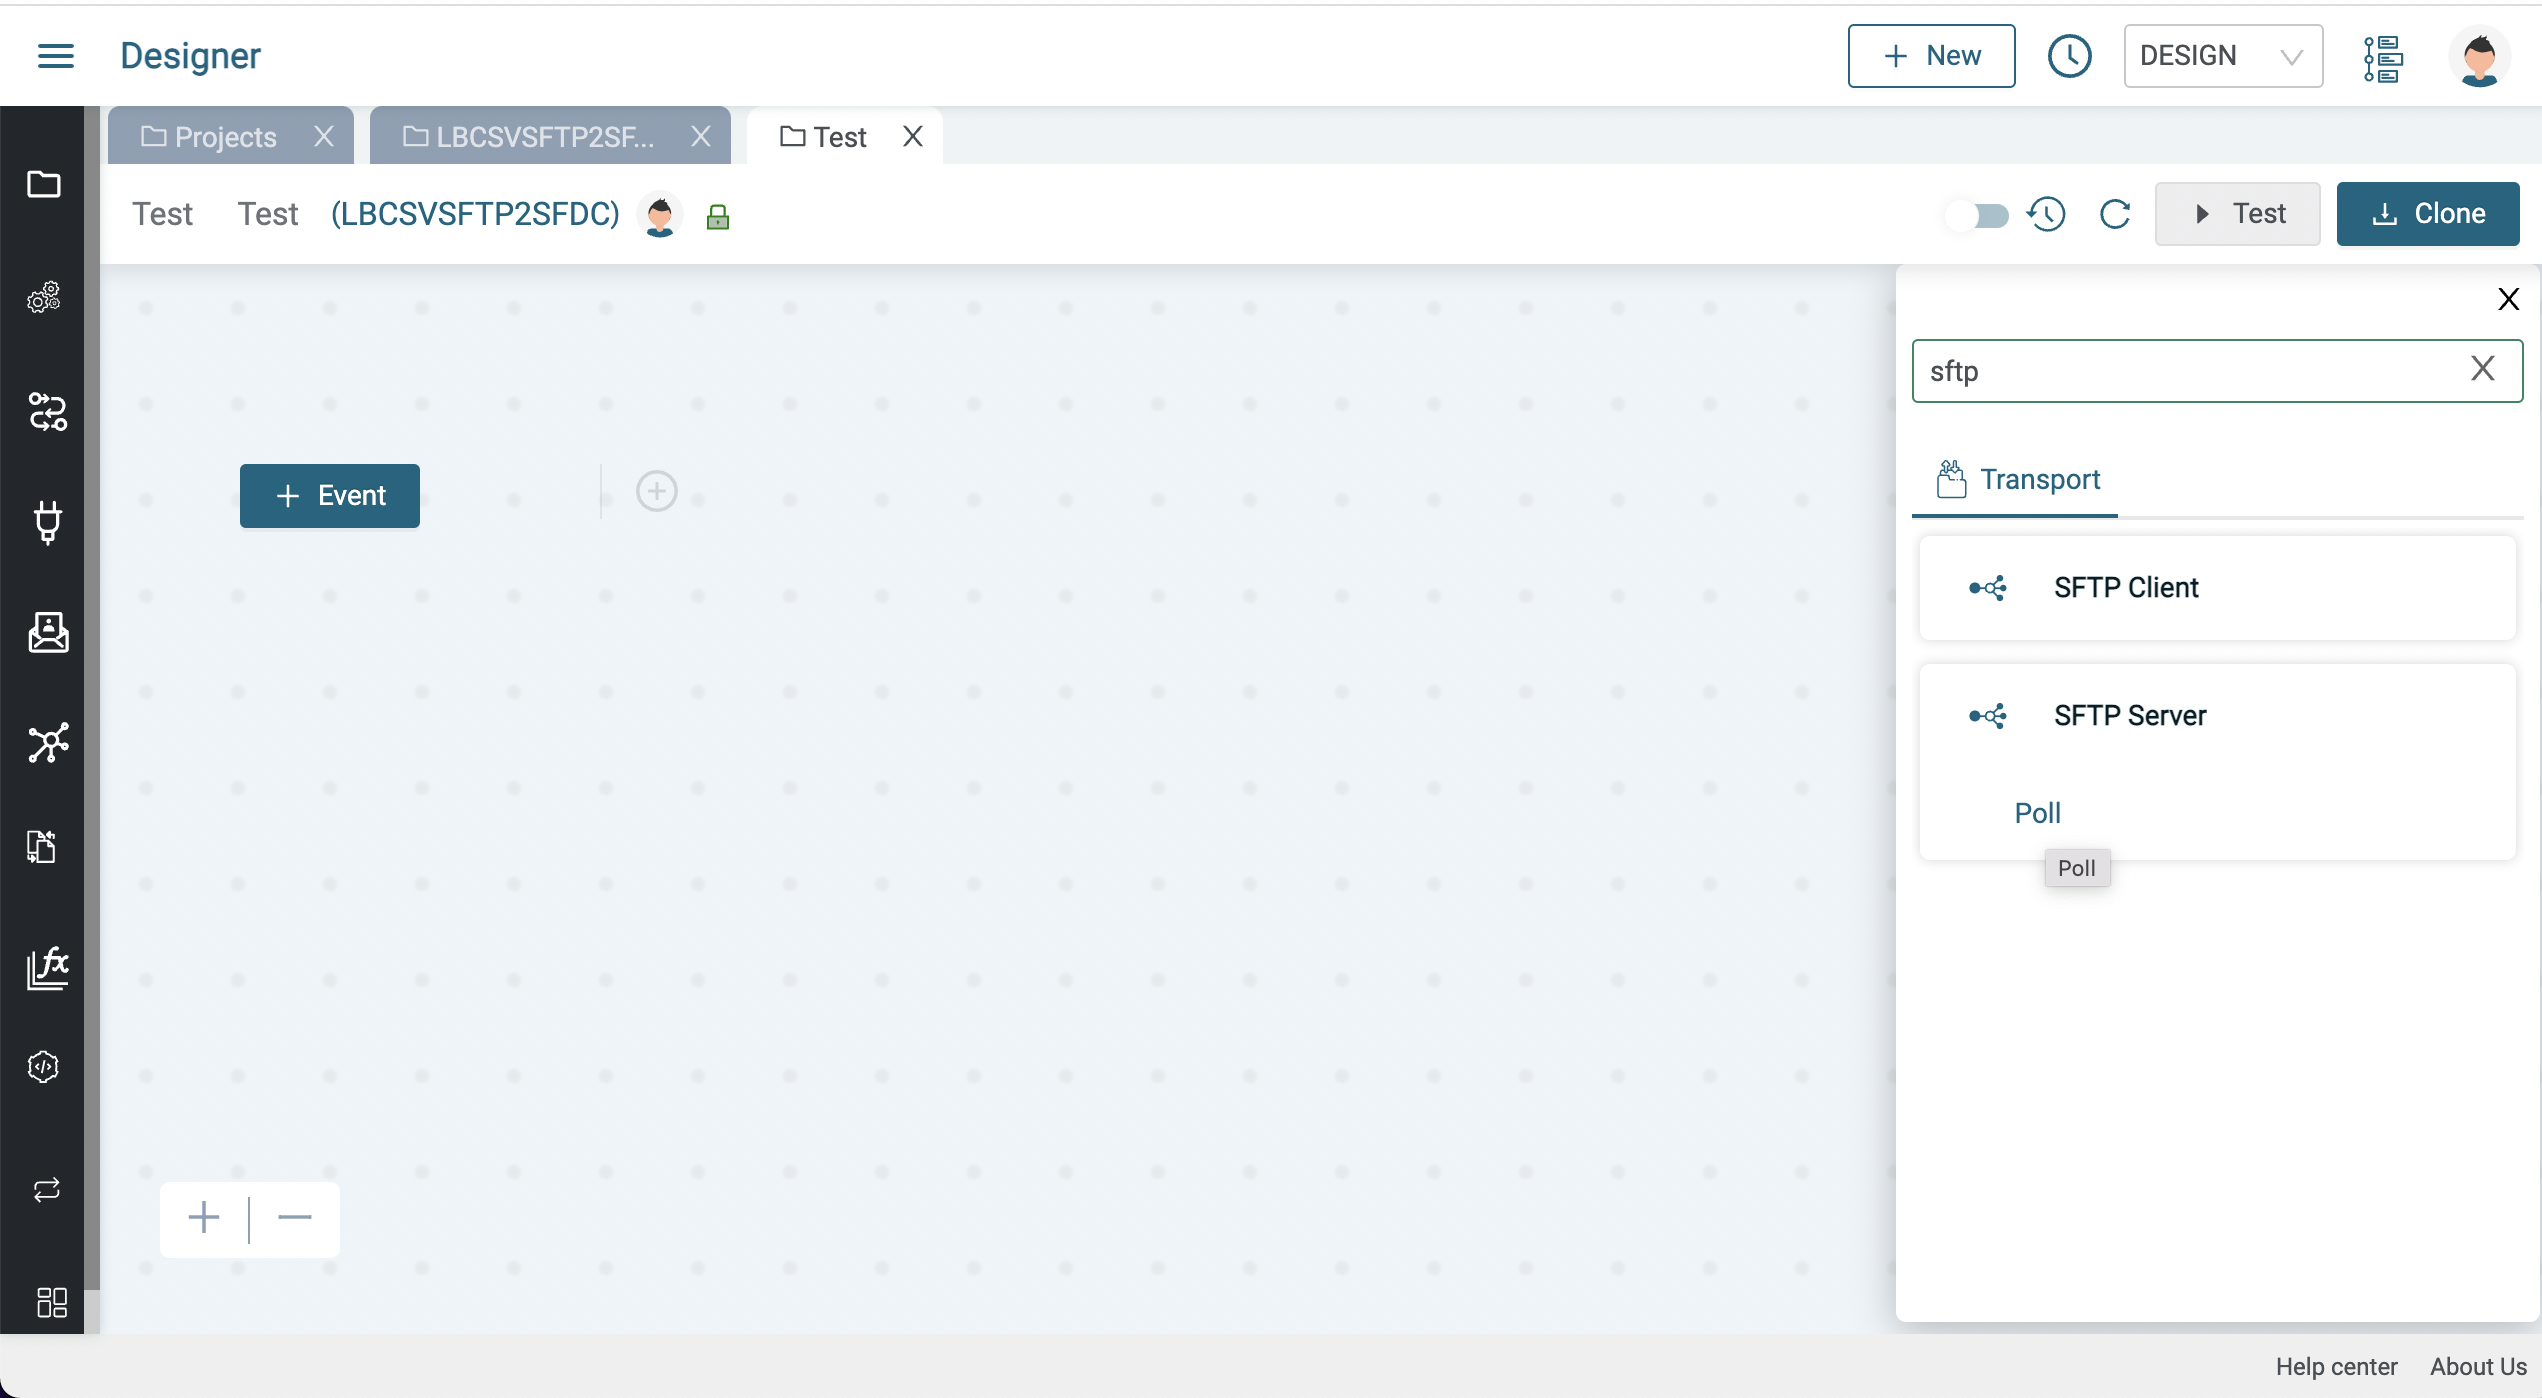 Designer
+ New
DESIGN
Projects X
LBCSVSFTP2SF... X
Test X
Test Test (LBCSVSFTP2SFDC)
Test
Clone
X
sftp X
+ Event
Transport
SFTP Client
SFTP Server
Poll
Poll
fx
Help center About Us